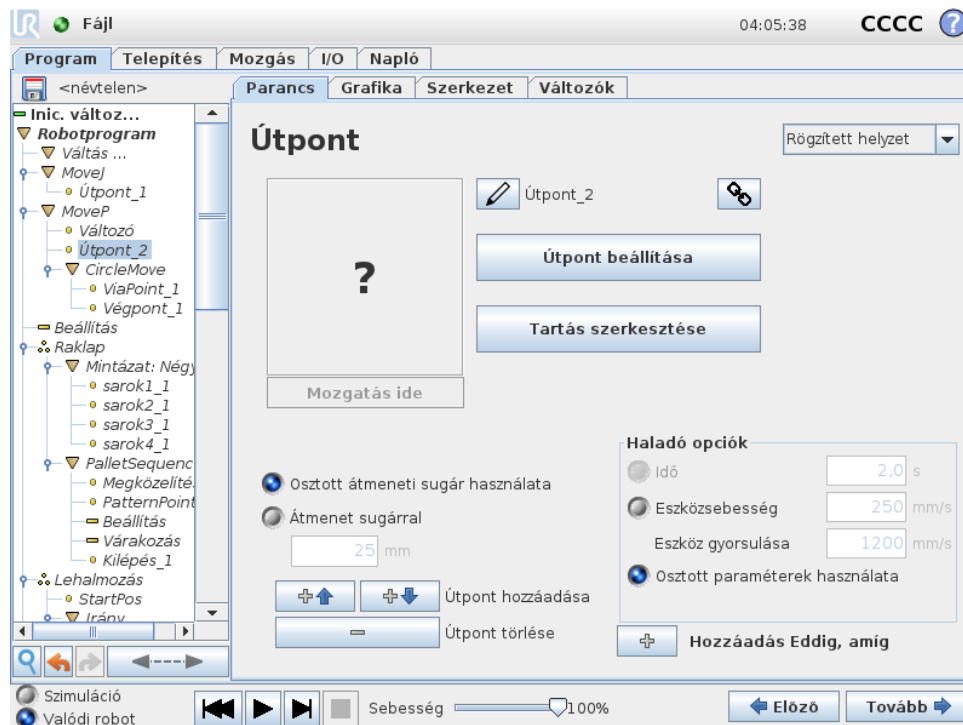 UR Fájl 04:05:38 CCCC ?
Program Telepítés Mozgás I/O Napló
<névtelen>
Parancs Grafika Szerkezet Változók
Inic. változ...
Robotprogram
Váltás ...
MoveJ
Útpont_1
MoveP
Változó
Útpont_2
CircleMove
ViaPoint_1
Végpont_1
Beállítás
Raklap
Mintázat: Négy
sarok1_1
sarok2_1
sarok3_1
sarok4_1
PalletSequenc
Megközelíté
PatternPoint
Beállítás
Várakozás
Kilépés_1
Lehalmozás
StartPos
Irány
Útpont
Rögzített helyzet
?
Útpont_2
Útpont beállítása
Tartás szerkesztése
Mozgatás ide
Osztott átmeneti sugár használata
Átmenet sugárral
25 mm
Útpont hozzáadása
Útpont törlése
Haladó opciók
Idő 2,0 s
Eszközsebesség 250 mm/s
Eszköz gyorsulása 1200 mm/s
Osztott paraméterek használata
Hozzáadás Eddig, amíg
Szimuláció
Valódi robot
Sebesség 100%
Előző
Tovább